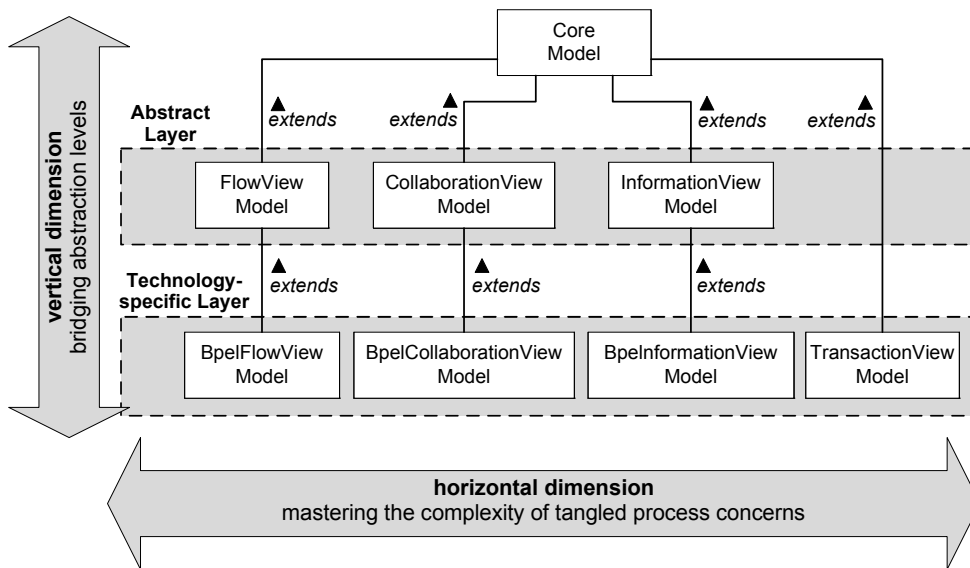 Core
Model
▲
extends
▲
extends
▲
extends
▲
extends
Abstract
Layer
FlowView
Model
CollaborationView
Model
InformationView
Model
▲
extends
▲
extends
▲
extends
Technology-
specific Layer
BpelFlowView
Model
BpelCollaborationView
Model
BpelnformationView
Model
TransactionView
Model
vertical dimension
bridging abstraction levels
horizontal dimension
mastering the complexity of tangled process concerns